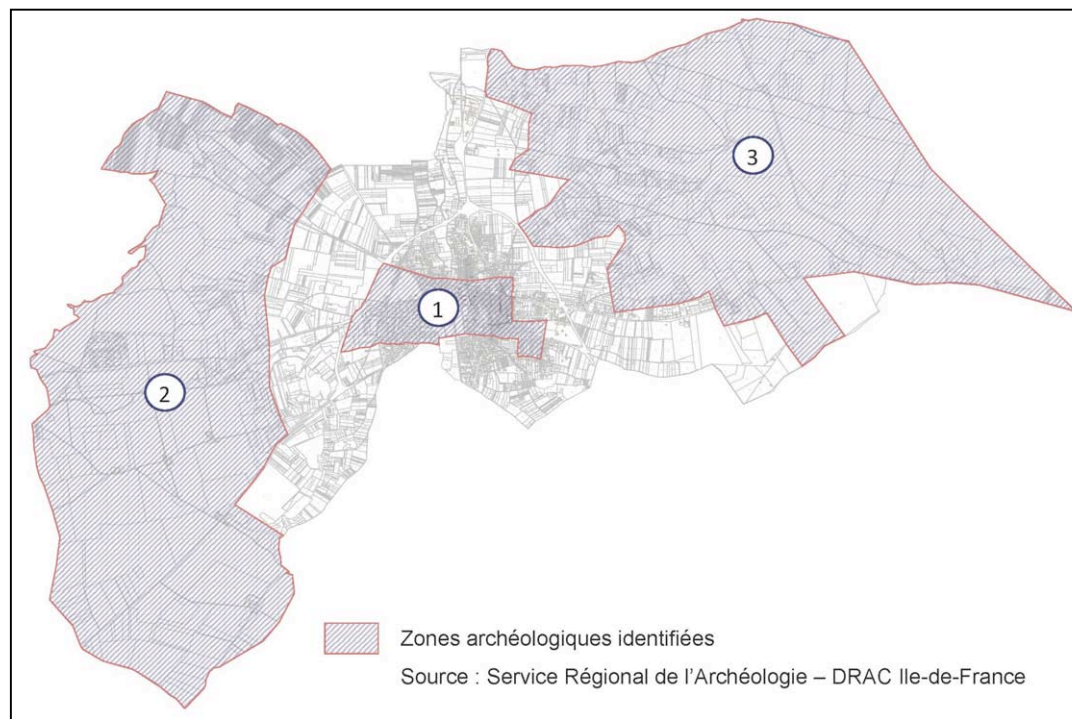 3
1
2
Zones archéologiques identifiées
Source : Service Régional de l'Archéologie – DRAC Ile-de-France